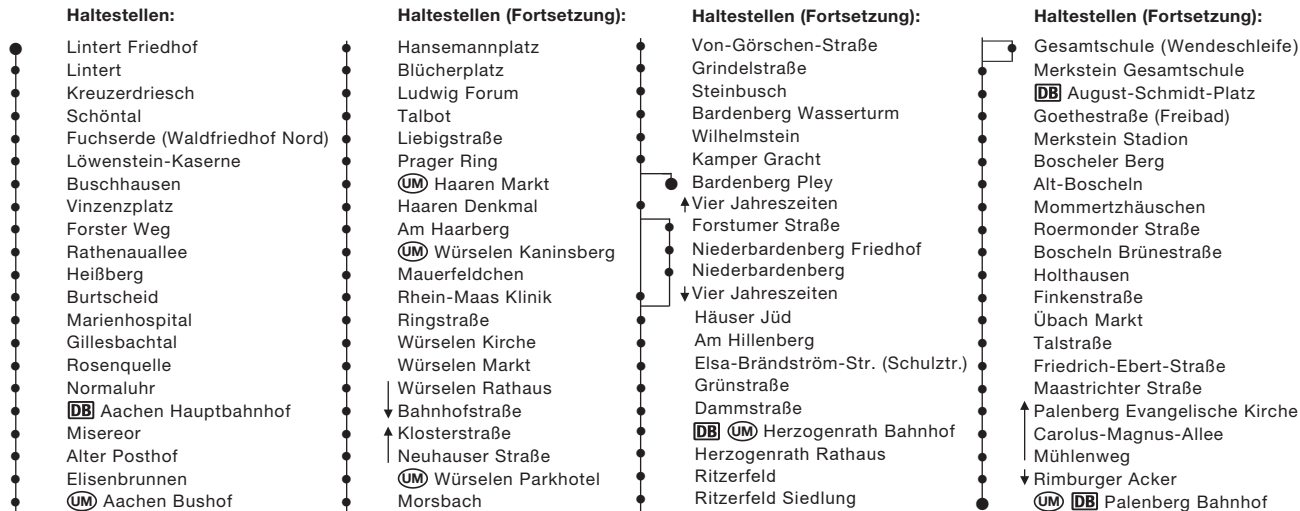 Haltestellen:
Lintert Friedhof
Lintert
Kreuzerdriesch
Schöntal
Fuchserde (Waldfriedhof Nord)
Löwenstein-Kaserne
Buschhausen
Vinzenzplatz
Forster Weg
Rathenauallee
Heißberg
Burtscheid
Marienhospital
Gillesbachtal
Rosenquelle
Normaluhr
DB Aachen Hauptbahnhof
Misereor
Alter Posthof
Elisenbrunnen
UM Aachen Bushof
Haltestellen (Fortsetzung):
Hansemannplatz
Blücherplatz
Ludwig Forum
Talbot
Liebigstraße
Prager Ring
UM Haaren Markt
Haaren Denkmal
Am Haarberg
UM Würselen Kaninsberg
Mauerfeldchen
Rhein-Maas Klinik
Ringstraße
Würselen Kirche
Würselen Markt
Würselen Rathaus
Bahnhofstraße
Klosterstraße
Neuhauser Straße
UM Würselen Parkhotel
Morsbach
Haltestellen (Fortsetzung):
Von-Görschen-Straße
Grindelstraße
Steinbusch
Bardenberg Wasserturm
Wilhelmstein
Kamper Gracht
Bardenberg Pley
Vier Jahreszeiten
Forstumer Straße
Niederbardenberg Friedhof
Niederbardenberg
Vier Jahreszeiten
Häuser Jüd
Am Hillenberg
Elsa-Brändström-Str. (Schulztr.)
Grünstraße
Dammstraße
DB UM Herzogenrath Bahnhof
Herzogenrath Rathaus
Ritzerfeld
Ritzerfeld Siedlung
Haltestellen (Fortsetzung):
Gesamtschule (Wendeschleife)
Merkstein Gesamtschule
DB August-Schmidt-Platz
Goethestraße (Freibad)
Merkstein Stadion
Boscheler Berg
Alt-Boscheln
Mommertzhäuschen
Roermonder Straße
Boscheln Brünestraße
Holthausen
Finkenstraße
Übach Markt
Talstraße
Friedrich-Ebert-Straße
Maastrichter Straße
Palenberg Evangelische Kirche
Carolus-Magnus-Allee
Mühlenweg
Rimburger Acker
UM DB Palenberg Bahnhof